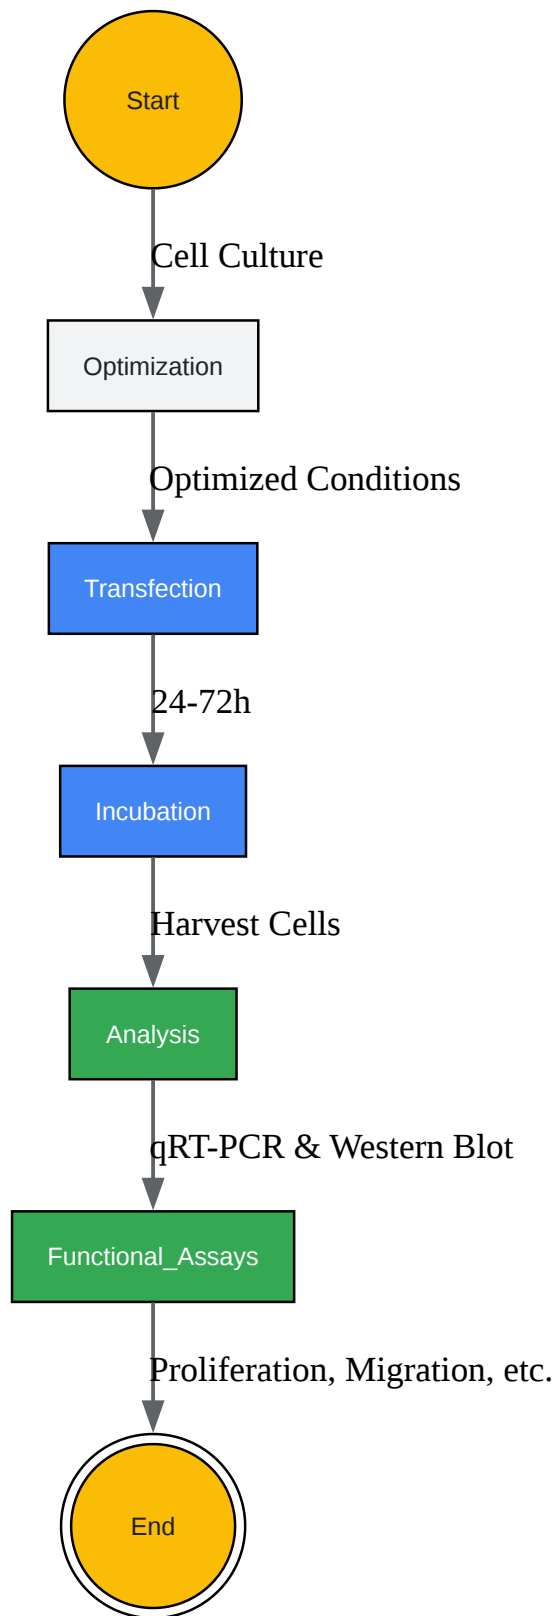 Start
Cell Culture
Optimization
Optimized Conditions
Transfection
24-72h
Incubation
Harvest Cells
Analysis
qRT-PCR & Western Blot
Functional_Assays
Proliferation, Migration, etc.
End